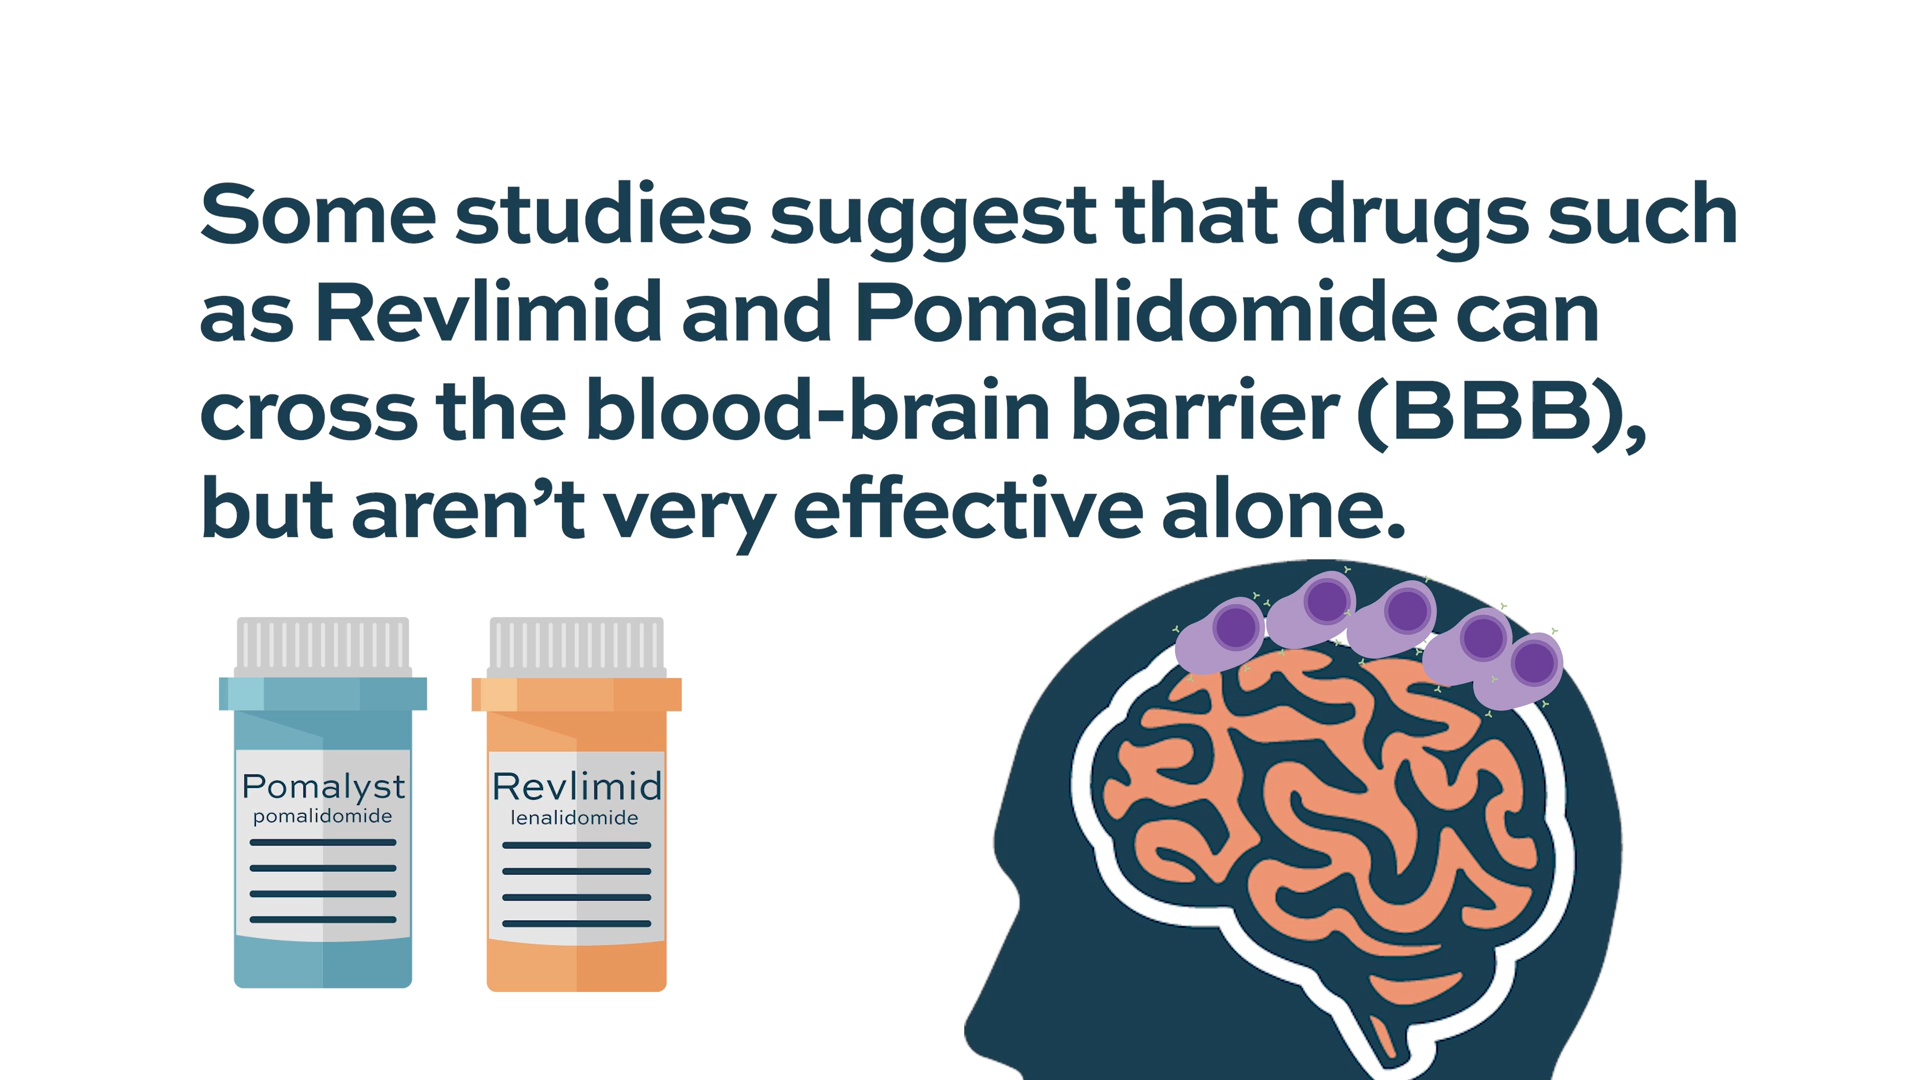 Some studies suggest that drugs such
as Revlimid and Pomalidomide can
cross the blood-brain barrier (BBB),
but aren’t very effective alone.
Pomalyst
pomalidomide
Revlimid
lenalidomide